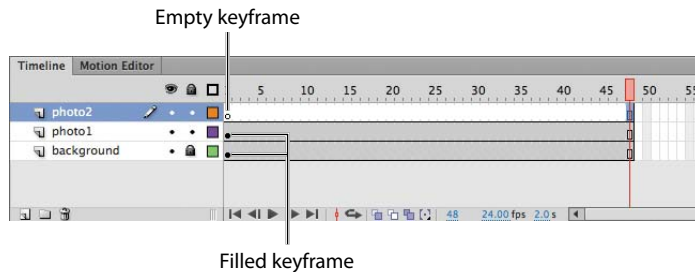 Empty keyframe
Timeline Motion Editor
5 10 15 20 25 30 35 40 45 50 55
photo2
photo1
background
48 24.00 fps 2.0 s
Filled keyframe